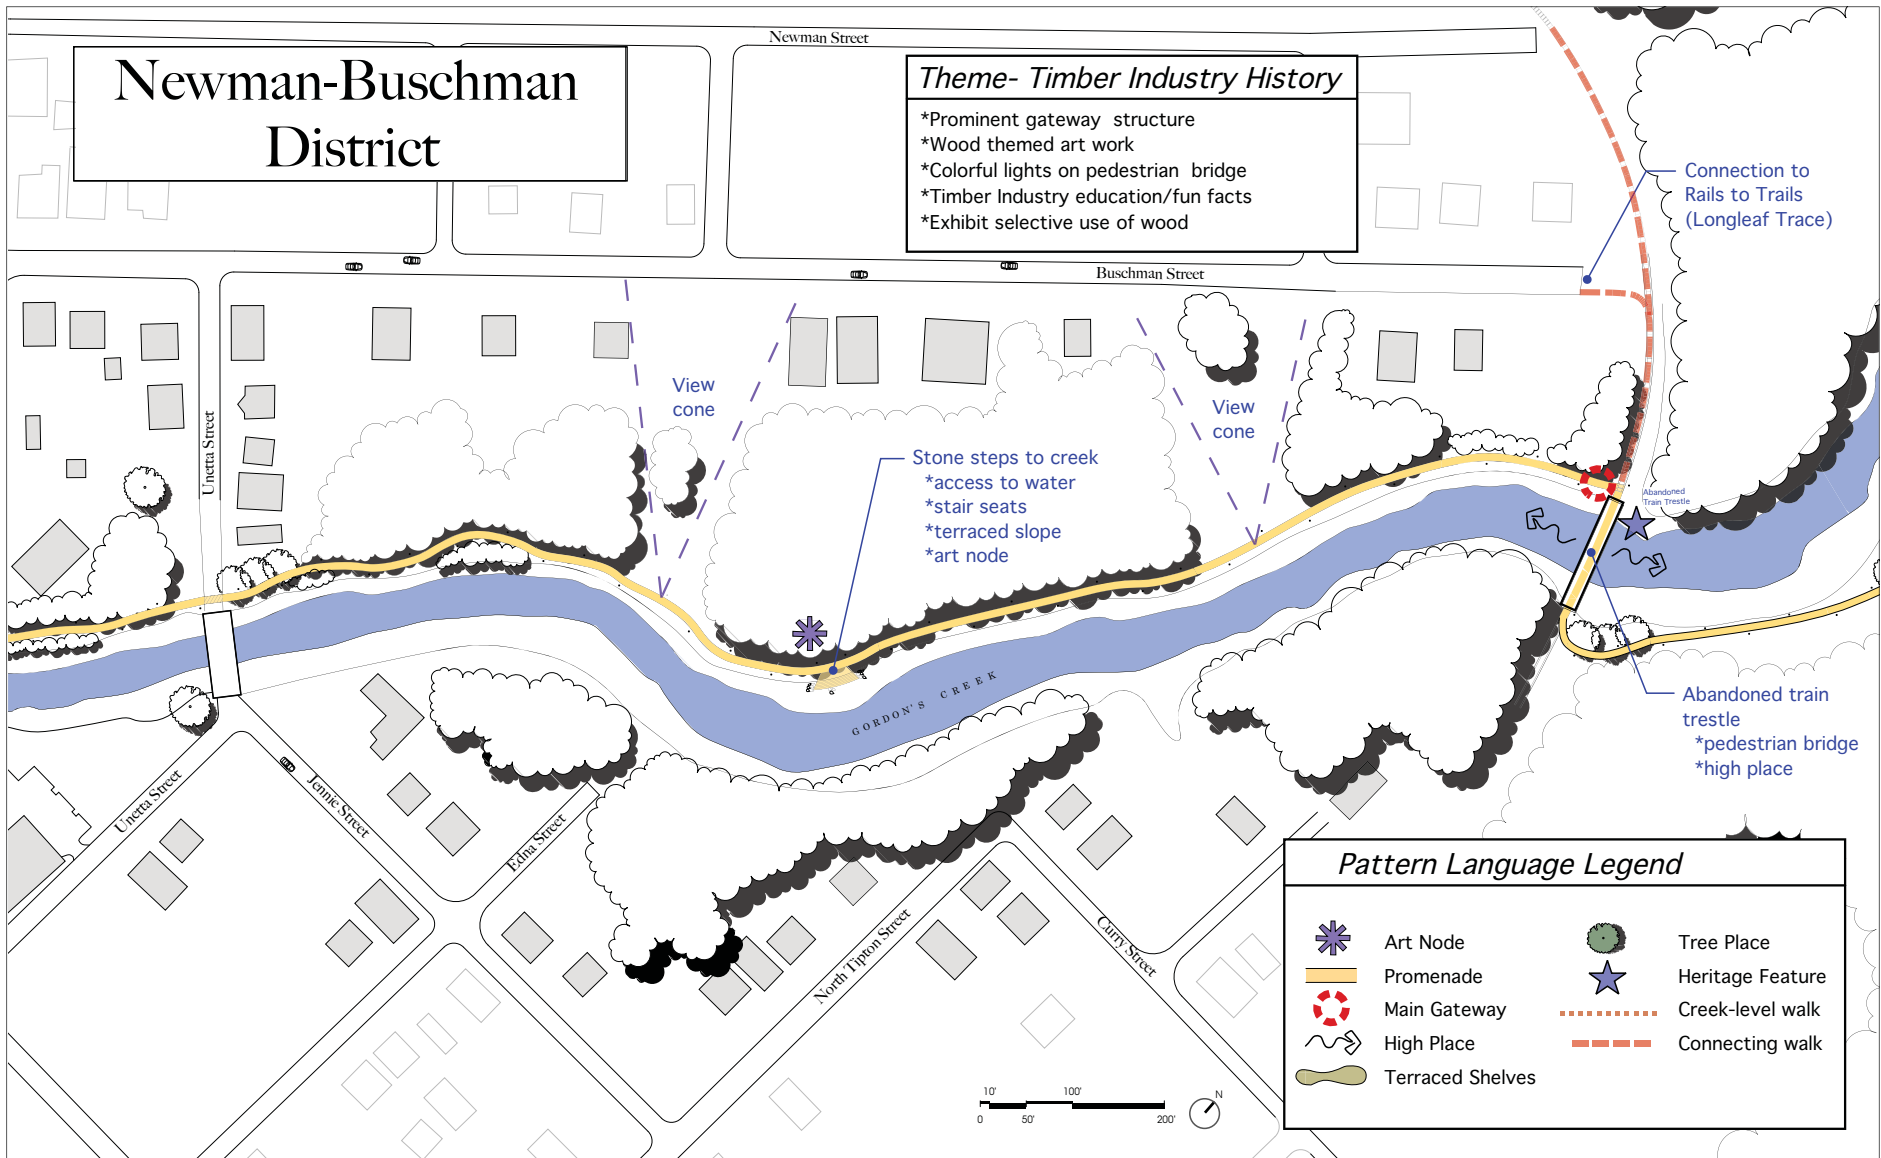 Newman Street
Newman-Buschman
District
Theme- Timber Industry History
*Prominent gateway structure
*Wood themed art work
*Colorful lights on pedestrian bridge
*Timber Industry education/fun facts
*Exhibit selective use of wood
Connection to
Rails to Trails
(Longleaf Trace)
Buschman Street
View
cone
View
cone
Unetta Street
Stone steps to creek
*access to water
*stair seats
*terraced slope
*art node
Abandoned
Train Trestle
GORDON'S CREEK
Abandoned train
trestle
*pedestrian bridge
*high place
Unetta Street
Jennie Street
Edna Street
North Tipton Street
Curry Street
Pattern Language Legend
Art Node
Promenade
Main Gateway
High Place
Terraced Shelves
Tree Place
Heritage Feature
Creek-level walk
Connecting walk
10' 100'
0 50' 200'
N